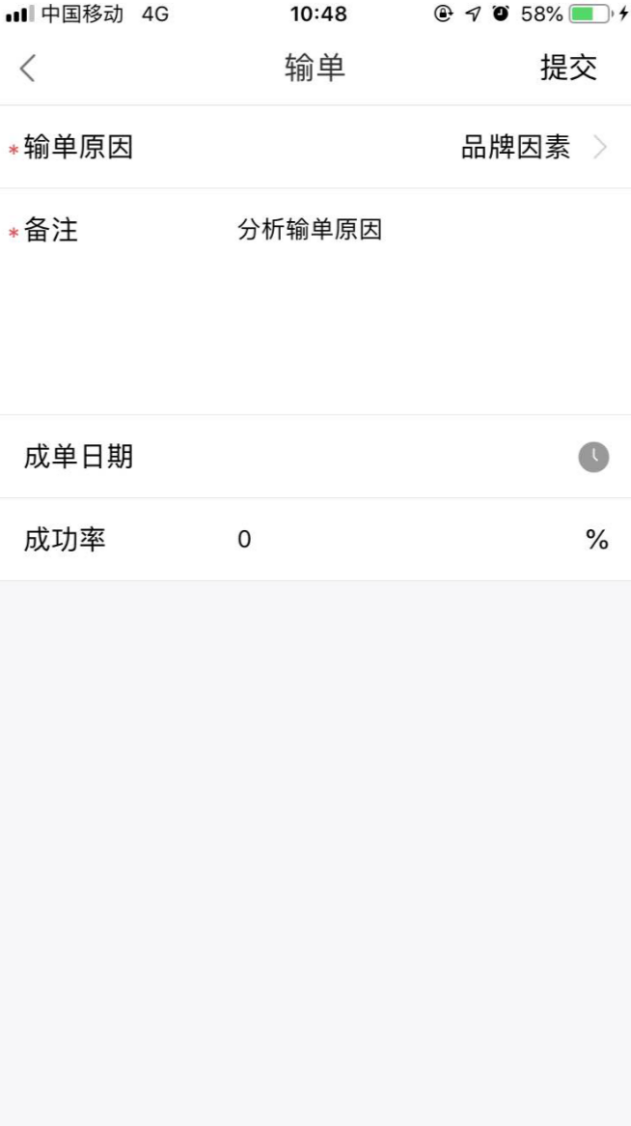 中国移动 4G 10:48 58%
输单 提交
*输单原因 品牌因素
*备注 分析输单原因
成单日期
成功率 0 %